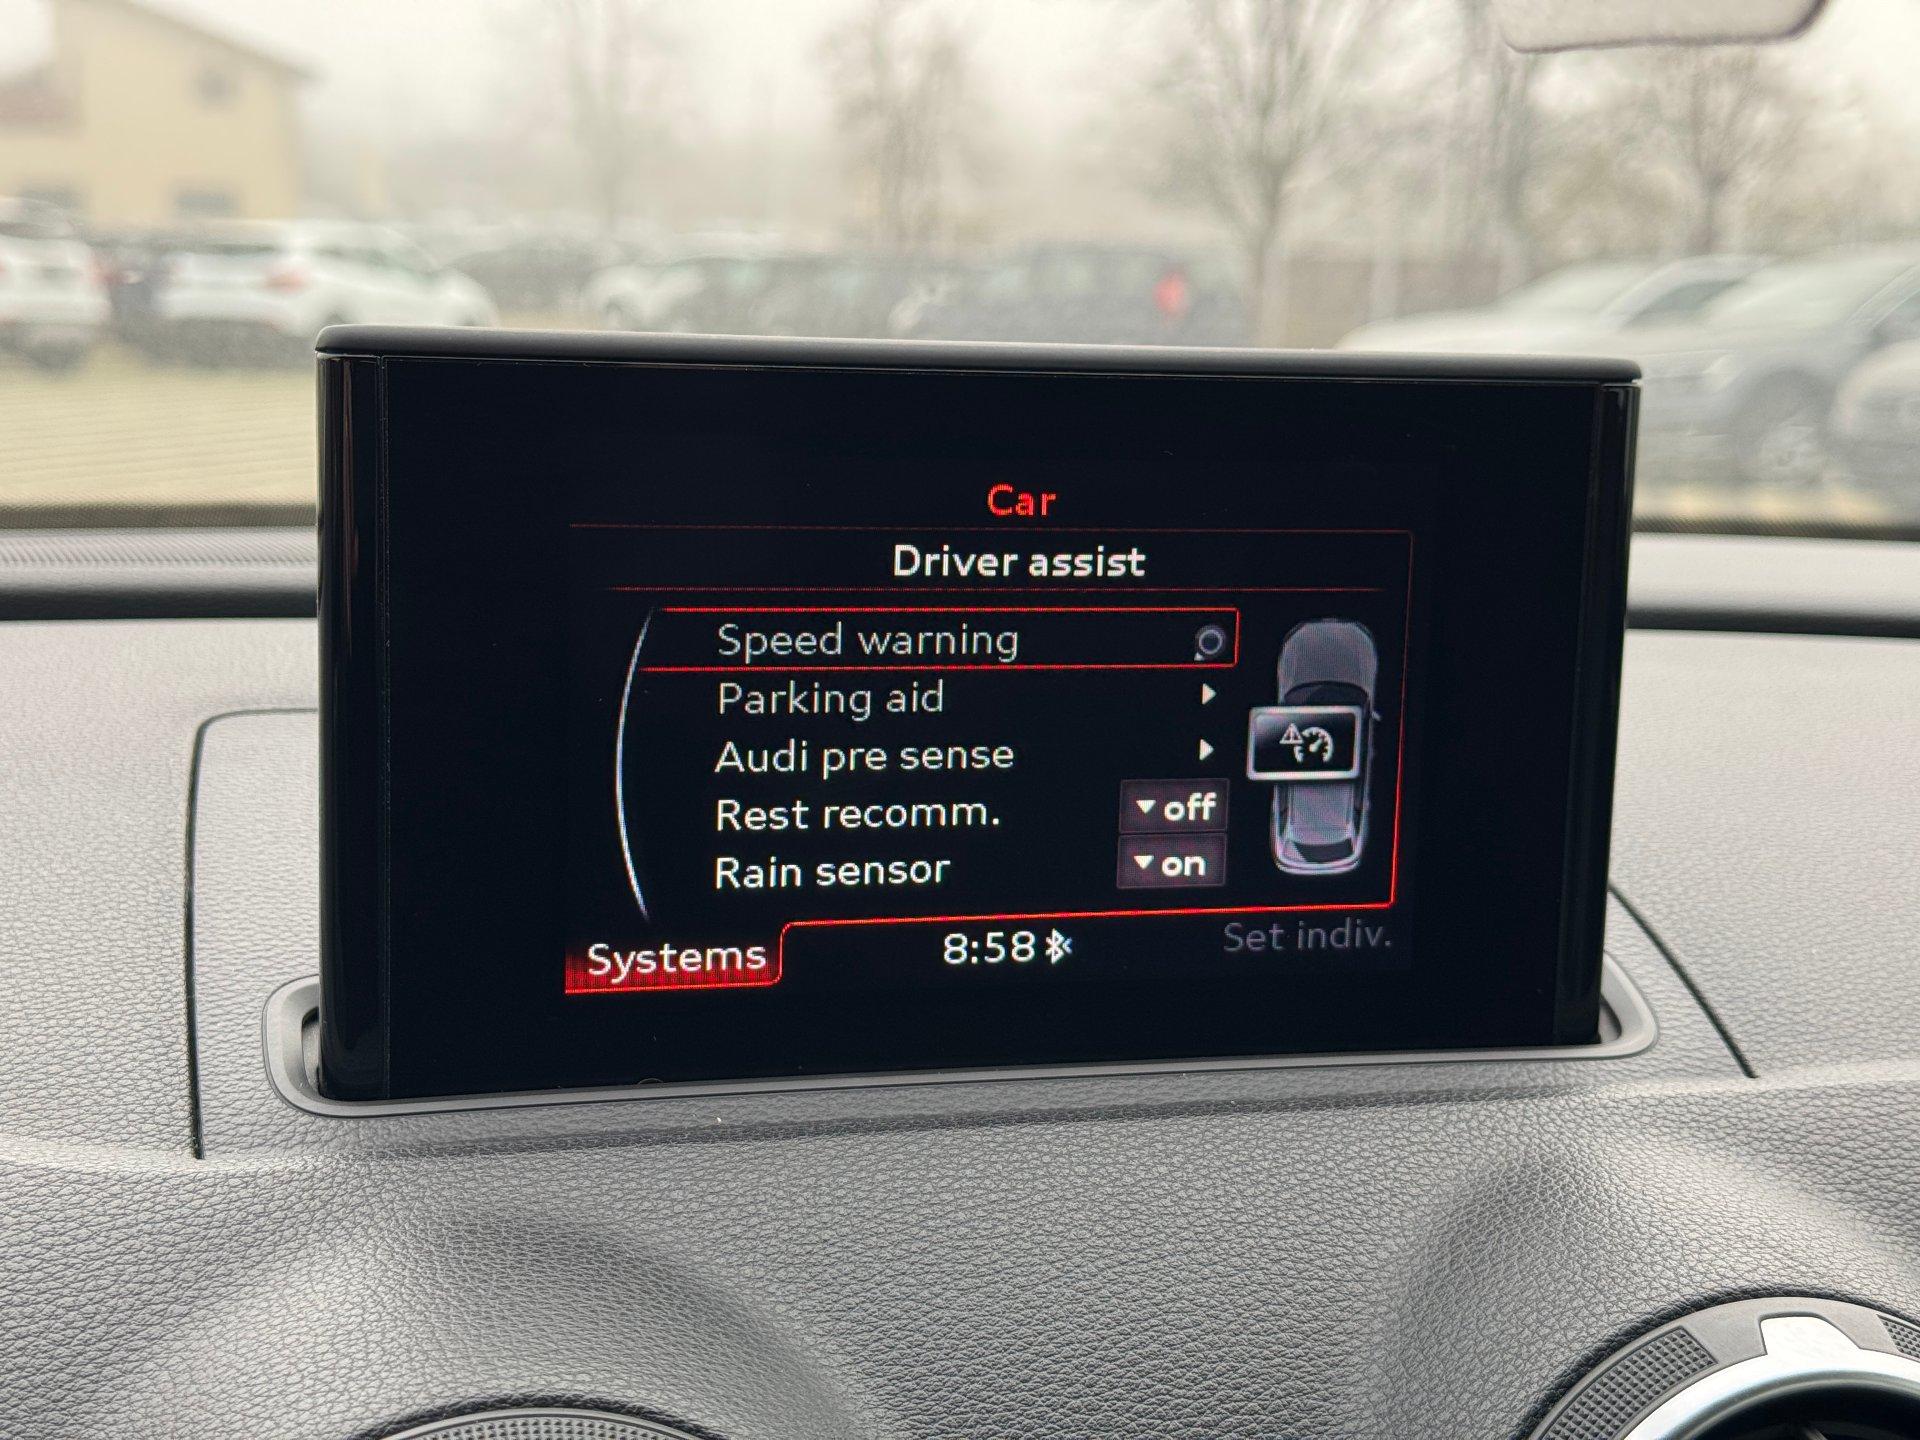 Car
Driver assist
Speed warning
Parking aid
Audi pre sense
Rest recomm. off
Rain sensor on
Systems 8:58 Set indiv.